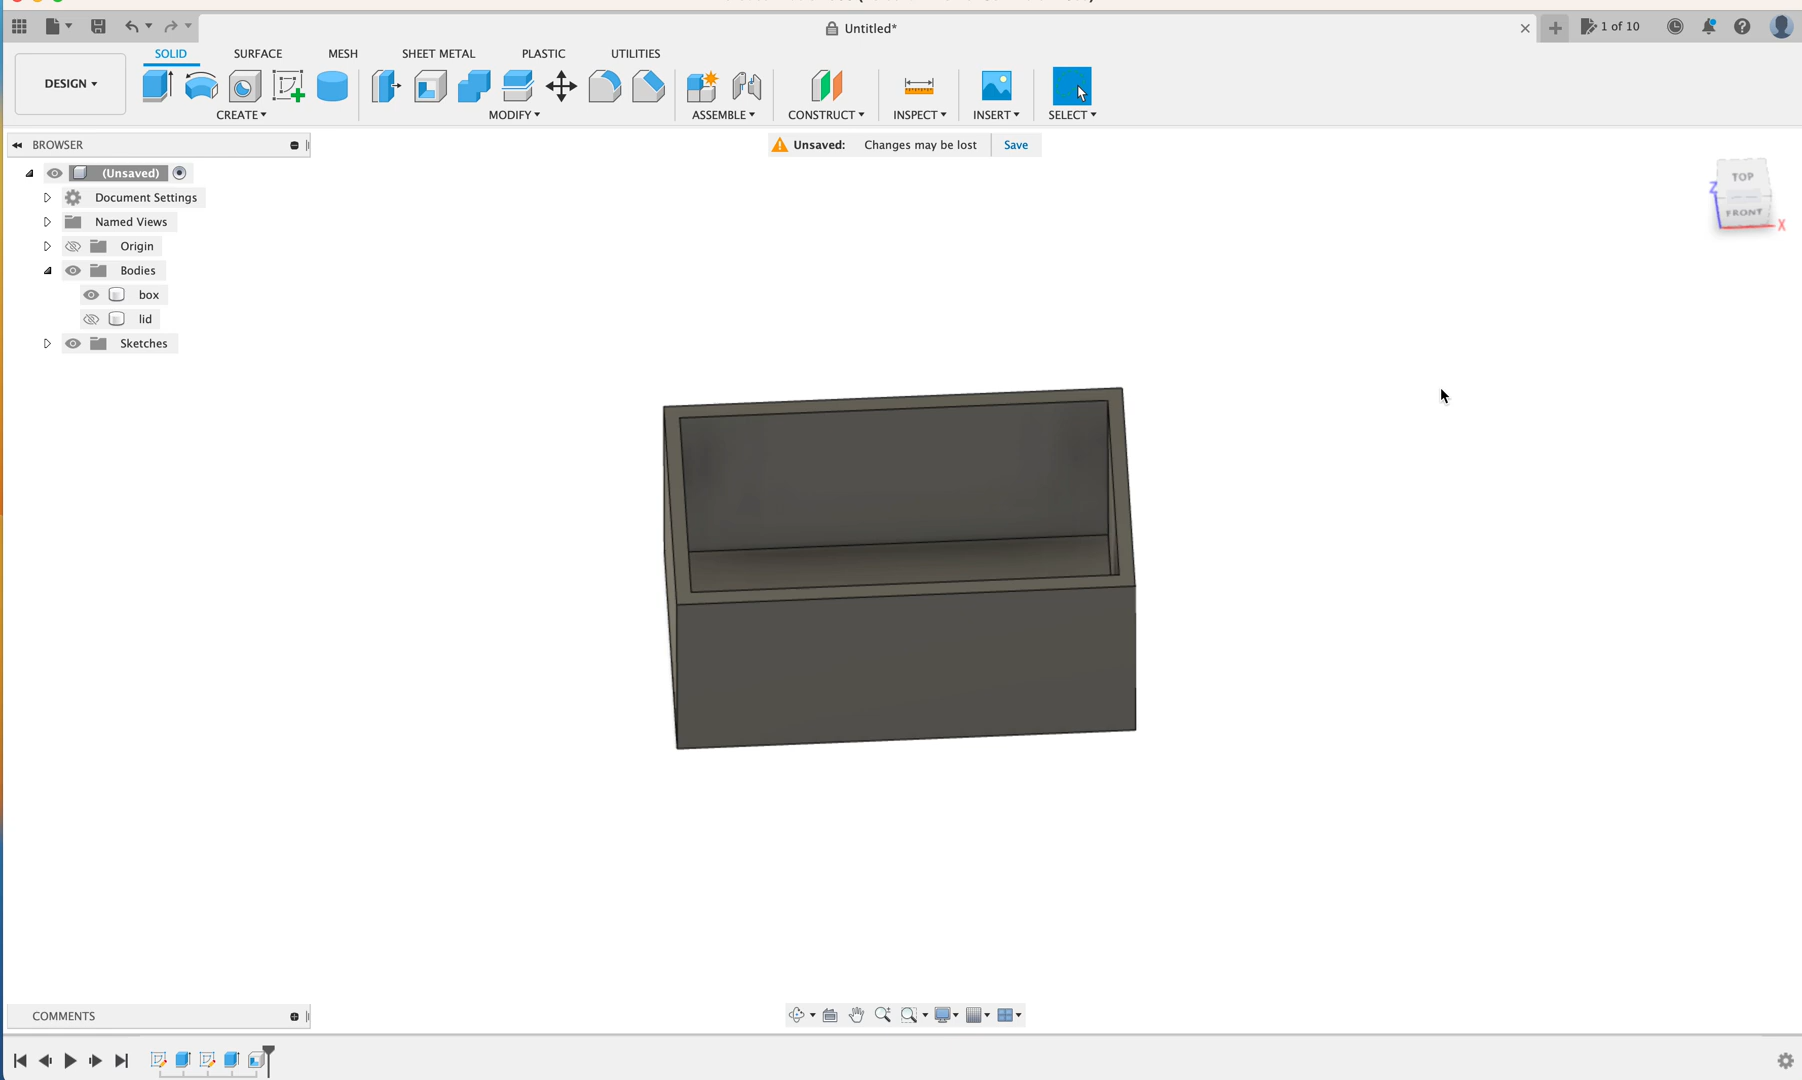 Untitled*
1 of 10
SOLID
SURFACE
MESH
SHEET METAL
PLASTIC
UTILITIES
DESIGN
CREATE
MODIFY
ASSEMBLE
CONSTRUCT
INSPECT
INSERT
SELECT
BROWSER
Unsaved: Changes may be lost
Save
(Unsaved)
Document Settings
Named Views
Origin
Bodies
box
lid
Sketches
TOP
Z
FRONT
X
COMMENTS